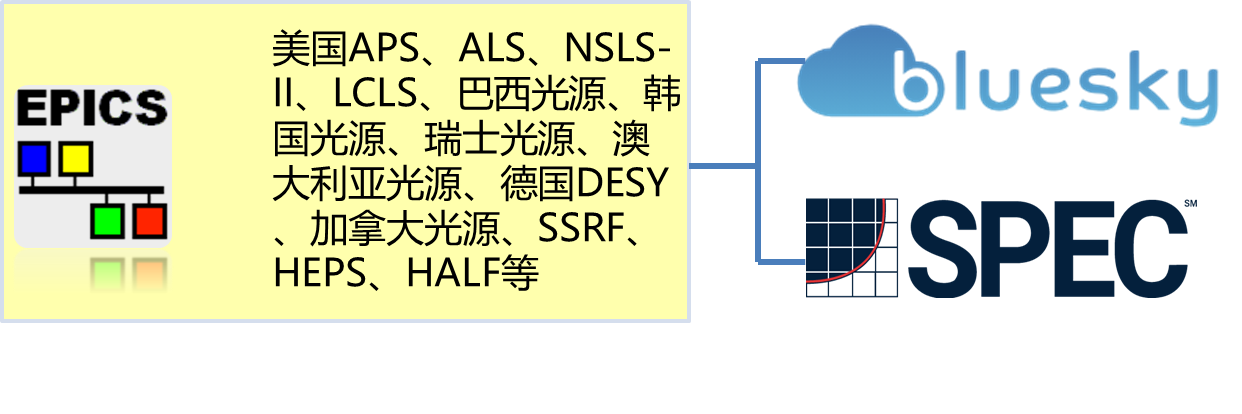 EPICS
美国APS、ALS、NSLS-
II、LCLS、巴西光源、韩
国光源、瑞士光源、澳
大利亚光源、德国DESY
、加拿大光源、SSRF、
HEPS、HALF等
bluesky
SPEC SM